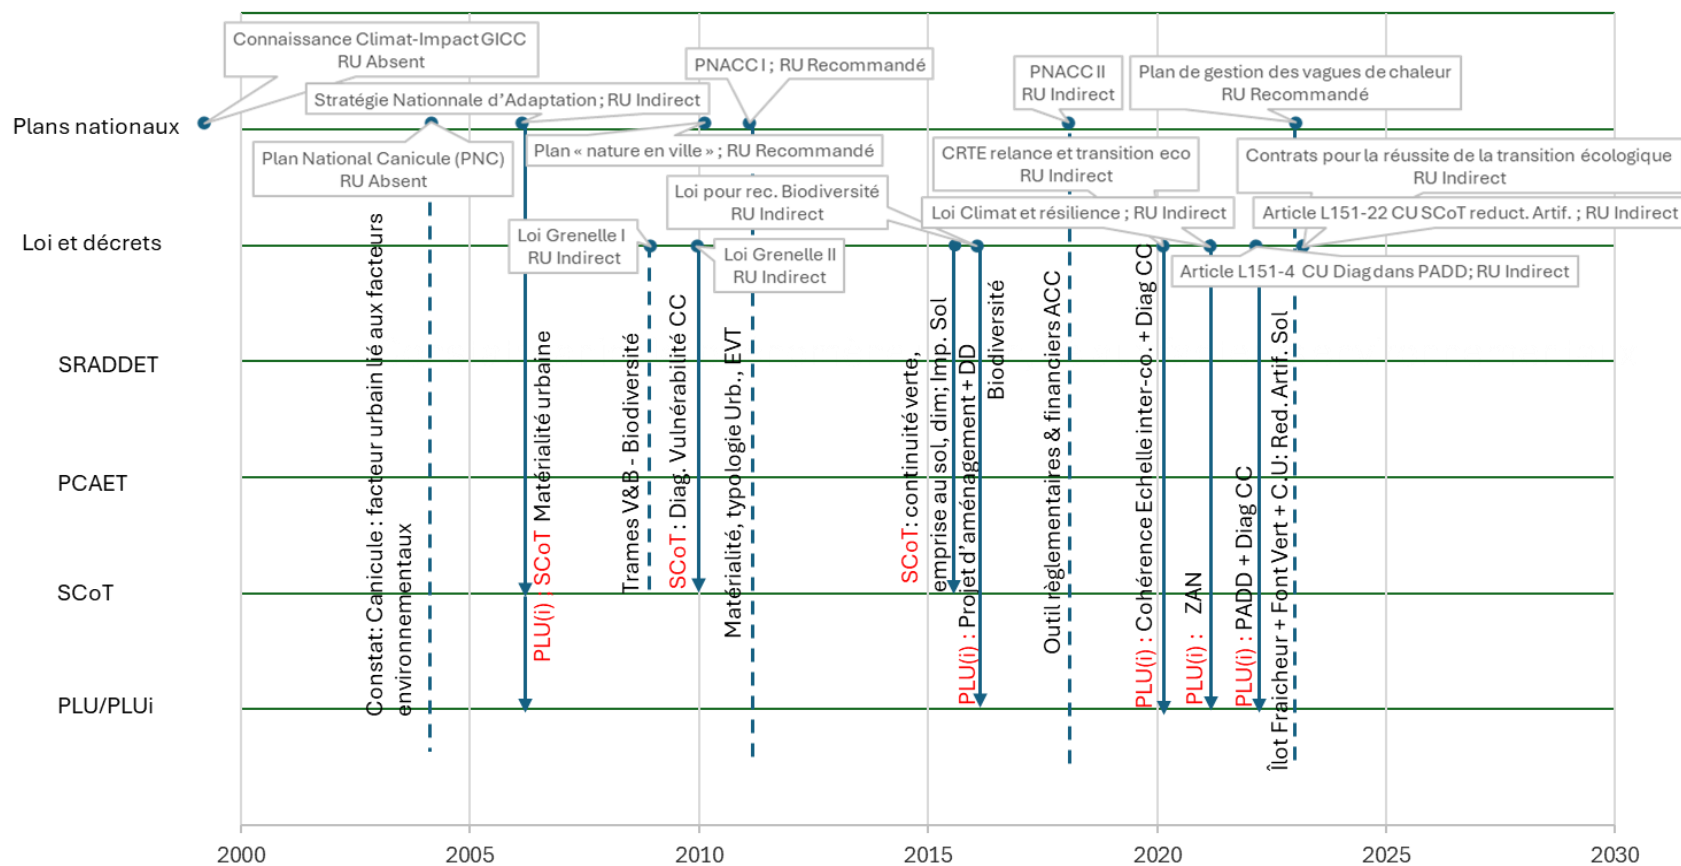 Connaissance Climat-Impact GICC
RU Absent
Stratégie Nationnale d'Adaptation ; RU Indirect
PNACC I ; RU Recommandé
PNACC II
RU Indirect
Plan de gestion des vagues de chaleur
RU Recommandé
Plans nationaux
Plan National Canicule (PNC)
RU Absent
Plan « nature en ville » ; RU Recommandé
CRTE relance et transition eco
RU Indirect
Contrats pour la réussite de la transition écologique
RU Indirect
Loi pour rec. Biodiversité
RU Indirect
Loi Climat et résilience ; RU Indirect
Article L151-22 CU SCoT reduct. Artif. ; RU Indirect
Loi et décrets
Loi Grenelle I
RU Indirect
Loi Grenelle II
RU Indirect
Article L151-4 CU Diag dans PADD; RU Indirect
SRADDET
PCAET
SCoT
PLU/PLUi
Constat: Canicule : facteur urbain lié aux facteurs
environnementaux
PLU(i) ; SCoT Matérialité urbaine
Trames V&B - Biodiversité
SCoT : Diag. Vulnérabilité CC
Matérialité, typologie Urb., EVT
SCoT: continuité verte,
emprise au sol, dim; Imp. Sol
PLU(i) : Projet d'aménagement + DD
Biodiversité
Outil règlementaires & financiers ACC
PLU(i) : Cohérence Echelle inter-co. + Diag CC
PLU(i) : ZAN
PLU(i) : PADD + Diag CC
Îlot Fraicheur + Font Vert + C.U: Red. Artif. Sol
2000
2005
2010
2015
2020
2025
2030